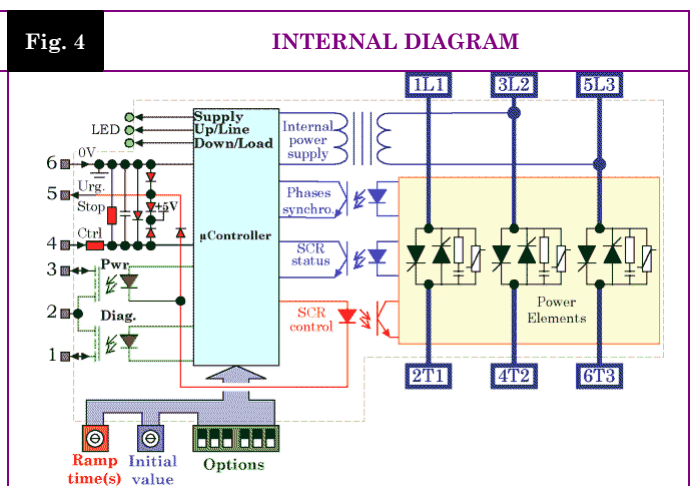 Fig. 4
INTERNAL DIAGRAM
1L1
3L2
5L3
LED
Supply
Up/Line
Down/Load
Internal
power
supply
6
0V
5
Urg.
Stop
+5V
4
Ctrl
µController
Phases
synchro.
SCR
status
3
Pwr
2
Diag.
1
SCR
control
Power
Elements
2T1
4T2
6T3
Ramp
time(s)
Initial
value
Options